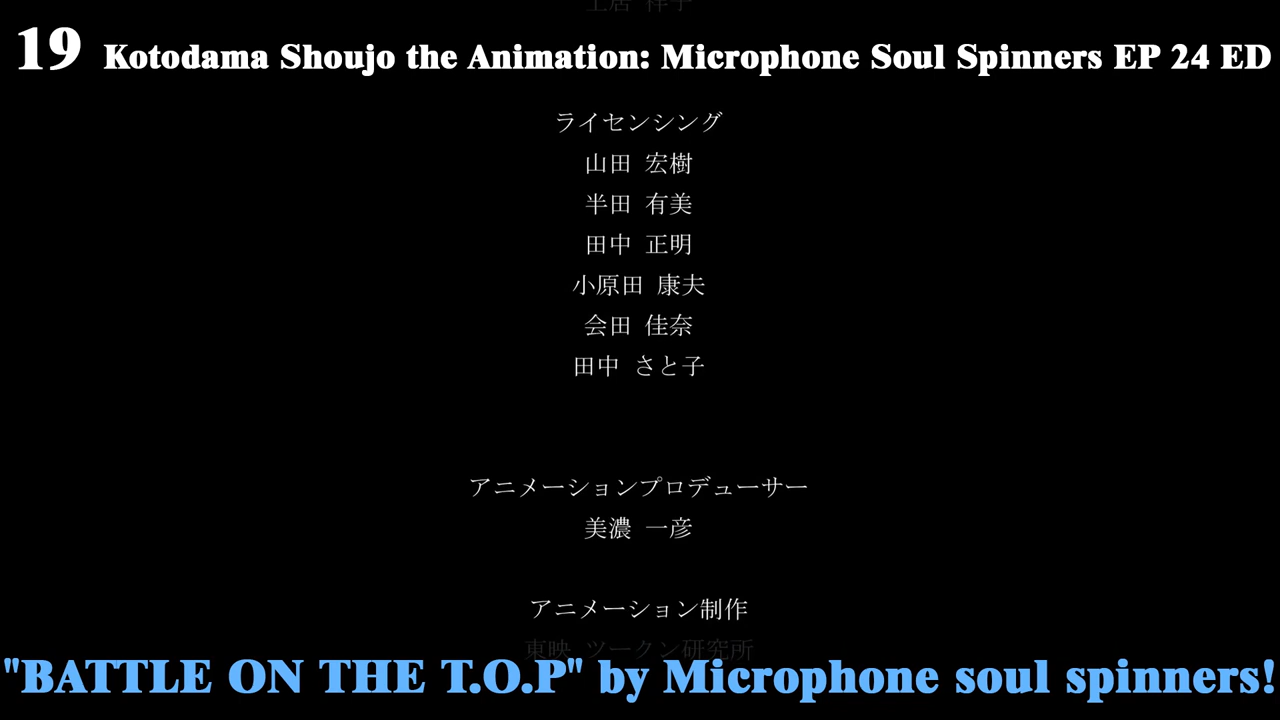 土居 祥子
19 Kotodama Shoujo the Animation: Microphone Soul Spinners EP 24 ED
ライセンシング
山田 宏樹
半田 有美
田中 正明
小原田 康夫
会田 佳奈
田中 さと子
アニメーションプロデューサー
美濃 一彦
アニメーション制作
東映 ツークン研究所
"BATTLE ON THE T.O.P" by Microphone soul spinners!